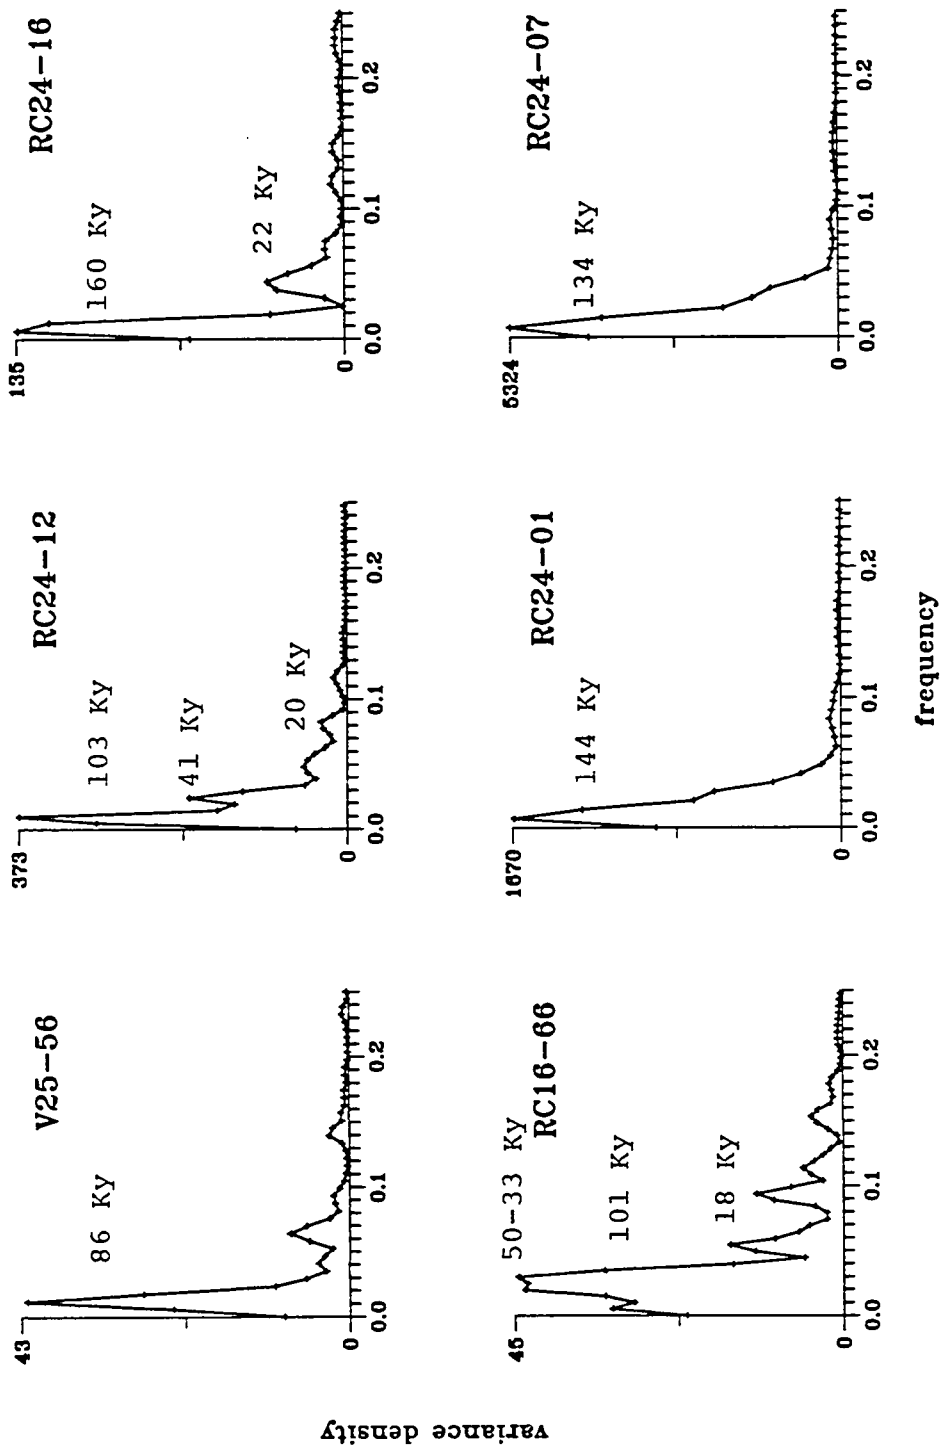 V25-56
43
86 Ky
0
0.0
0.1
0.2
RC24-12
373
103 Ky
41 Ky
20 Ky
0
0.0
0.1
0.2
RC24-16
135
160 Ky
22 Ky
0
0.0
0.1
0.2
variance density
RC16-66
45
50-33 Ky
101 Ky
18 Ky
0
0.0
0.1
0.2
RC24-01
1670
144 Ky
0
0.0
0.1
0.2
RC24-07
5324
134 Ky
0
0.0
0.1
0.2
frequency